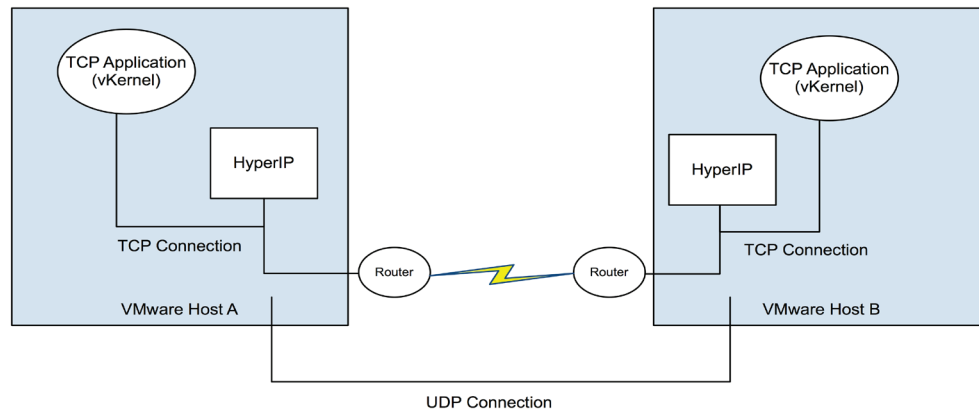 TCP Application
(vKernel)
HyperIP
TCP Connection
VMware Host A
Router
Router
TCP Application
(vKernel)
HyperIP
TCP Connection
VMware Host B
UDP Connection